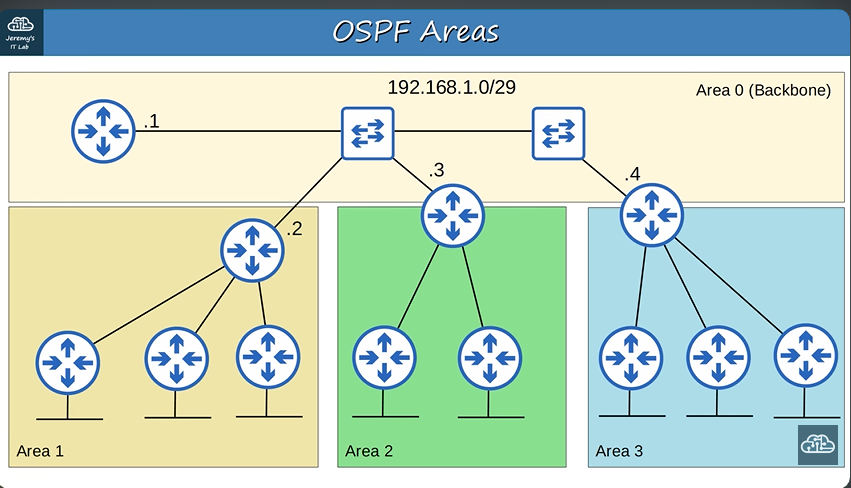 Jeremy's
IT Lab
OSPF Areas
192.168.1.0/29
Area 0 (Backbone)
.1
.3
.4
.2
Area 1
Area 2
Area 3